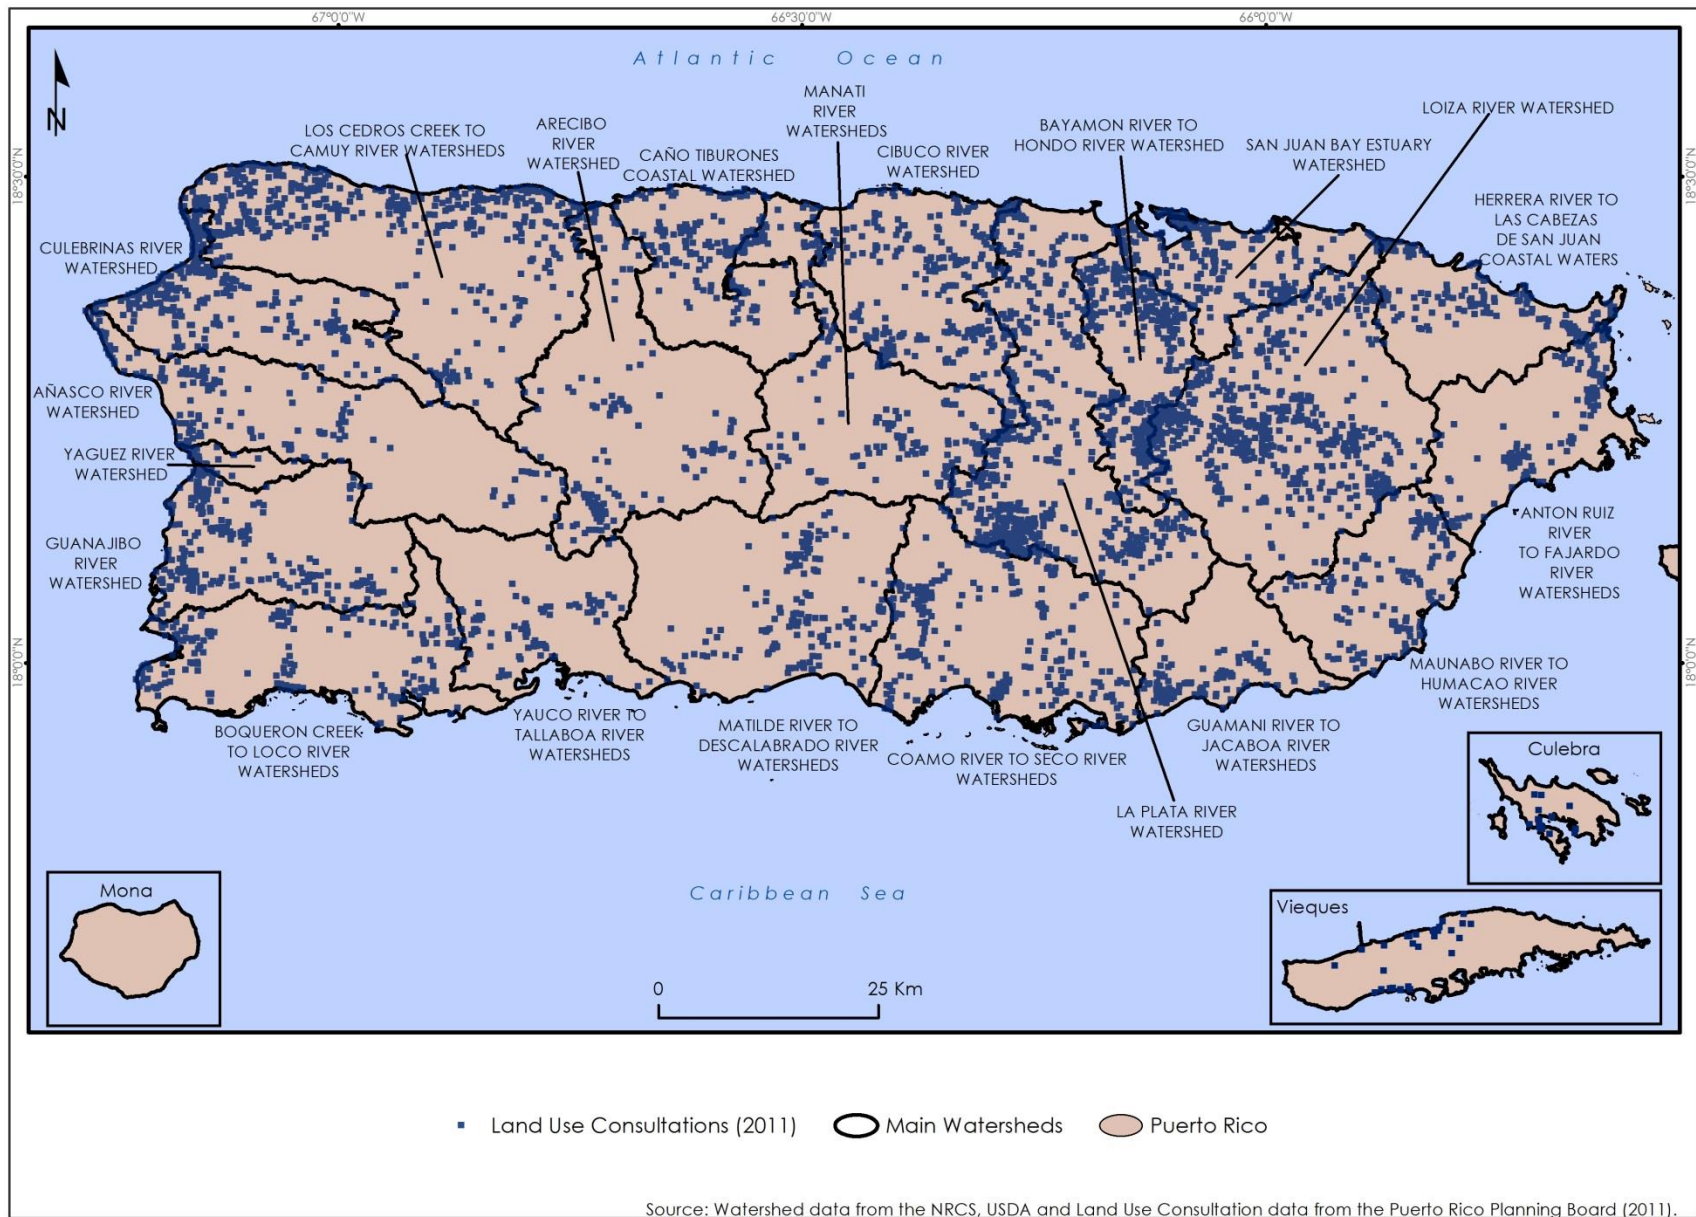 67°0'0"W
66°30'0"W
66°0'0"W
Atlantic Ocean
N
18°30'0"N
18°30'0"N
LOS CEDROS CREEK TO
CAMUY RIVER WATERSHEDS
ARECIBO
RIVER
WATERSHED
CAÑO TIBURONES
COASTAL WATERSHED
MANATI
RIVER
WATERSHEDS
CIBUCO RIVER
WATERSHED
BAYAMON RIVER TO
HONDO RIVER WATERSHED
SAN JUAN BAY ESTUARY
WATERSHED
LOIZA RIVER WATERSHED
HERRERA RIVER TO
LAS CABEZAS
DE SAN JUAN
COASTAL WATERS
CULEBRINAS RIVER
WATERSHED
AÑASCO RIVER
WATERSHED
YAGUEZ RIVER
WATERSHED
GUANAJIBO
RIVER
WATERSHED
ANTON RUIZ
RIVER
TO FAJARDO
RIVER
WATERSHEDS
18°0'0"N
18°0'0"N
BOQUERON CREEK
TO LOCO RIVER
WATERSHEDS
YAUCO RIVER TO
TALLABOA RIVER
WATERSHEDS
MATILDE RIVER TO
DESCALABRADO RIVER
WATERSHEDS
COAMO RIVER TO SECO RIVER
WATERSHEDS
GUAMANI RIVER TO
JACABOA RIVER
WATERSHEDS
MAUNABO RIVER TO
HUMACAO RIVER
WATERSHEDS
LA PLATA RIVER
WATERSHED
Culebra
Mona
Caribbean Sea
Vieques
0 25 Km
Land Use Consultations (2011) Main Watersheds Puerto Rico
Source: Watershed data from the NRCS, USDA and Land Use Consultation data from the Puerto Rico Planning Board (2011).